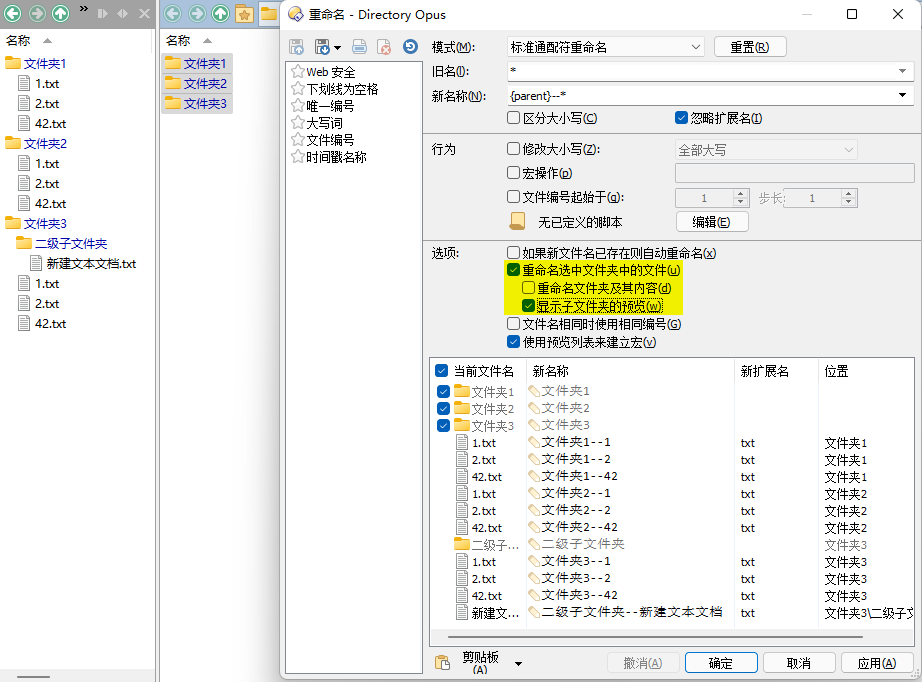 »
名称
文件夹1
1.txt
2.txt
42.txt
文件夹2
1.txt
2.txt
42.txt
文件夹3
二级子文件夹
新建文本文档.txt
1.txt
2.txt
42.txt
名称
文件夹1
文件夹2
文件夹3
重命名 - Directory Opus
Web 安全
下划线为空格
唯一编号
大写词
文件编号
时间戳名称
模式(M): 标准通配符重命名 重置(R)
旧名(I): *
新名称(N): {parent}--*
区分大小写(C) 忽略扩展名(I)
行为 修改大小写(Z): 全部大写
宏操作(p)
文件编号起始于(g): 1 步长: 1
无已定义的脚本 编辑(E)
选项: 如果新文件名已存在则自动重命名(x)
重命名选中文件夹中的文件(u)
重命名文件夹及其内容(d)
显示子文件夹的预览(w)
文件名相同时使用相同编号(G)
使用预览列表来建立宏(v)
当前文件名 新名称 新扩展名 位置
文件夹1 文件夹1
文件夹2 文件夹2
文件夹3 文件夹3
1.txt 文件夹1--1 txt 文件夹1
2.txt 文件夹1--2 txt 文件夹1
42.txt 文件夹1--42 txt 文件夹1
1.txt 文件夹2--1 txt 文件夹2
2.txt 文件夹2--2 txt 文件夹2
42.txt 文件夹2--42 txt 文件夹2
二级子... 二级子文件夹 文件夹3
1.txt 文件夹3--1 txt 文件夹3
2.txt 文件夹3--2 txt 文件夹3
42.txt 文件夹3--42 txt 文件夹3
新建文... 二级子文件夹--新建文本文档 txt 文件夹3\二级子文
剪贴板(A) 撤消(A) 确定 取消 应用(A)